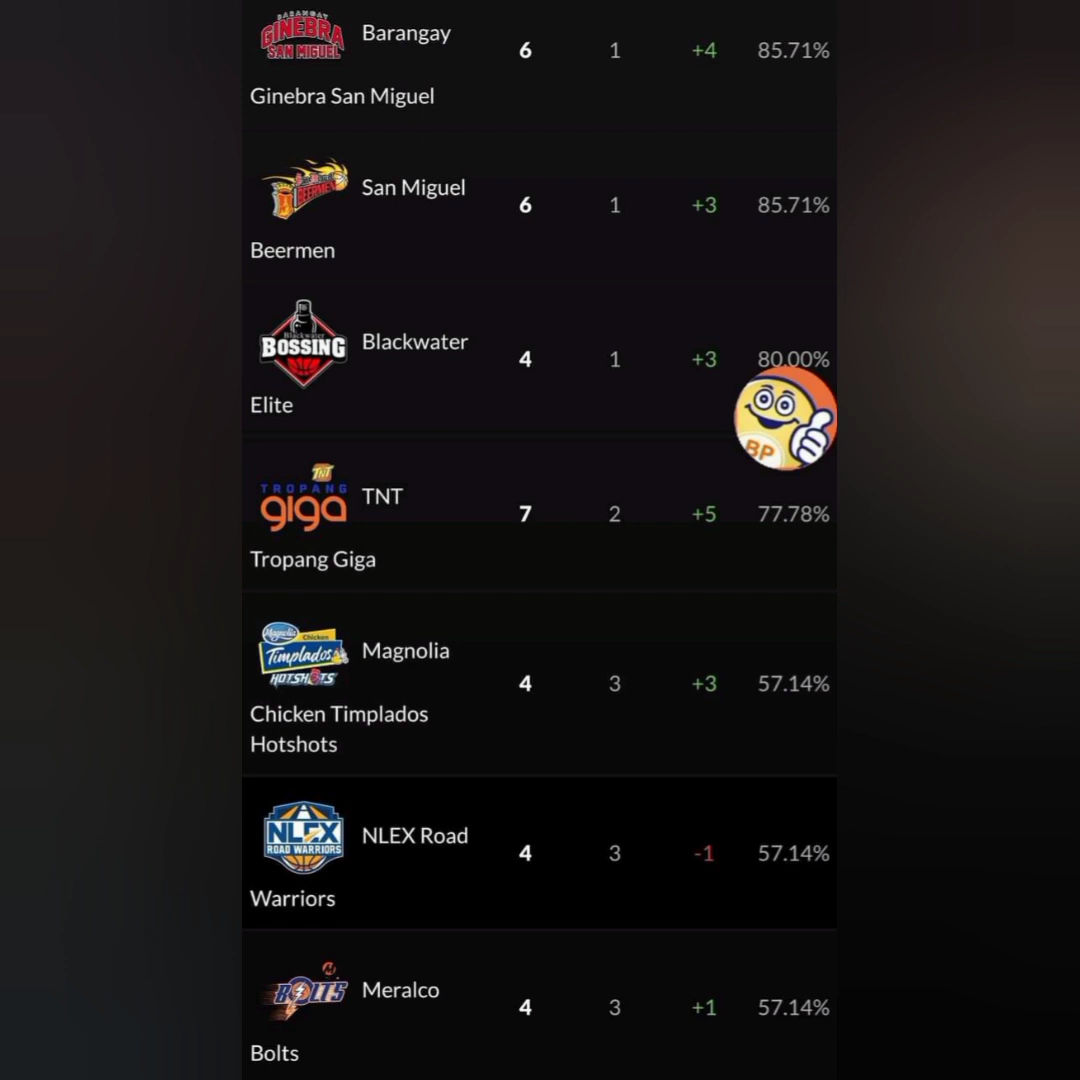 BARANGAY
GINEBRA
SAN MIGUEL
Barangay
6 1 +4 85.71%
Ginebra San Miguel
BEERMEN
San Miguel
6 1 +3 85.71%
Beermen
Blackwater
BOSSING
Blackwater
4 1 +3 80.00%
Elite
BP
TNT
TROPANG
giga
TNT
7 2 +5 77.78%
Tropang Giga
Magnolia
Chicken
Timplados
HOTSHOTS
Magnolia
4 3 +3 57.14%
Chicken Timplados
Hotshots
NLEX
ROAD WARRIORS
NLEX Road
4 3 -1 57.14%
Warriors
M
BOLTS
Meralco
4 3 +1 57.14%
Bolts